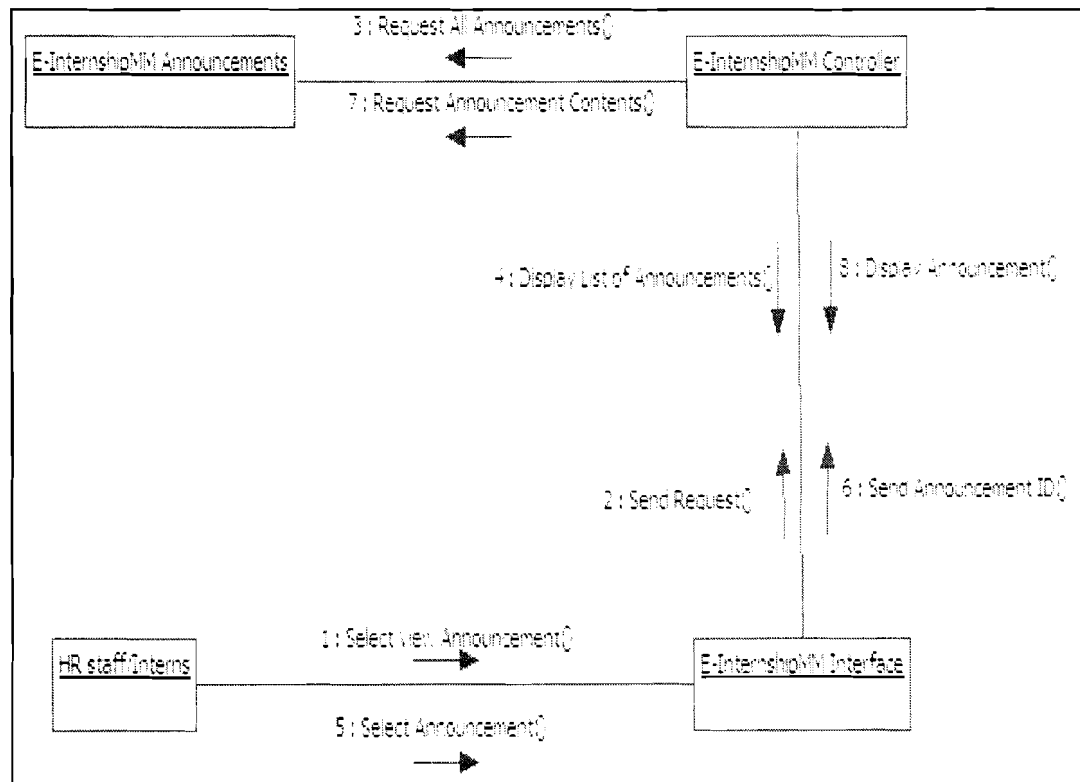 3 : Request All Announcements()
E-InternshipMM Announcements
E-InternshipMM Controller
7 : Request Announcement Contents()
4 : Display List of Announcements()
8 : Display Announcement()
2 : Send Request()
6 : Send Announcement ID()
1 : Select View Announcement()
HR staff/Interns
E-InternshipMM Interface
5 : Select Announcement()